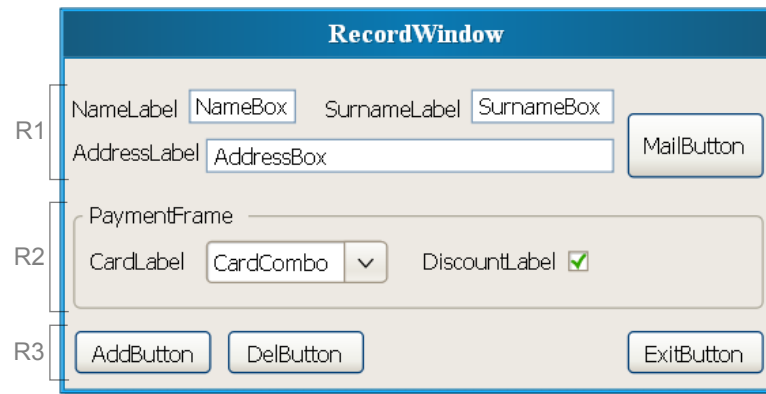 RecordWindow
R1
NameLabel NameBox SurnameLabel SurnameBox
AddressLabel AddressBox
MailButton
R2
PaymentFrame
CardLabel CardCombo DiscountLabel
R3
AddButton DelButton ExitButton